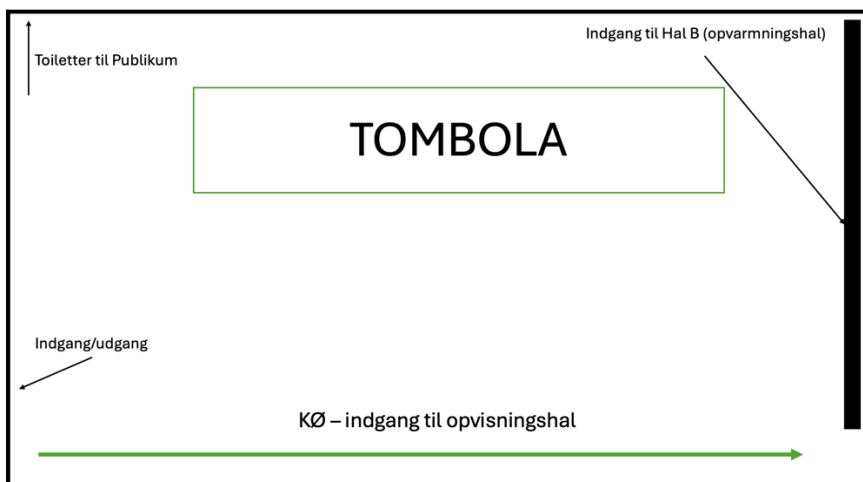 Indgang til Hal B (opvarmningshal)
Toiletter til Publikum
TOMBOLA
Indgang/udgang
KØ – indgang til opvisningshal